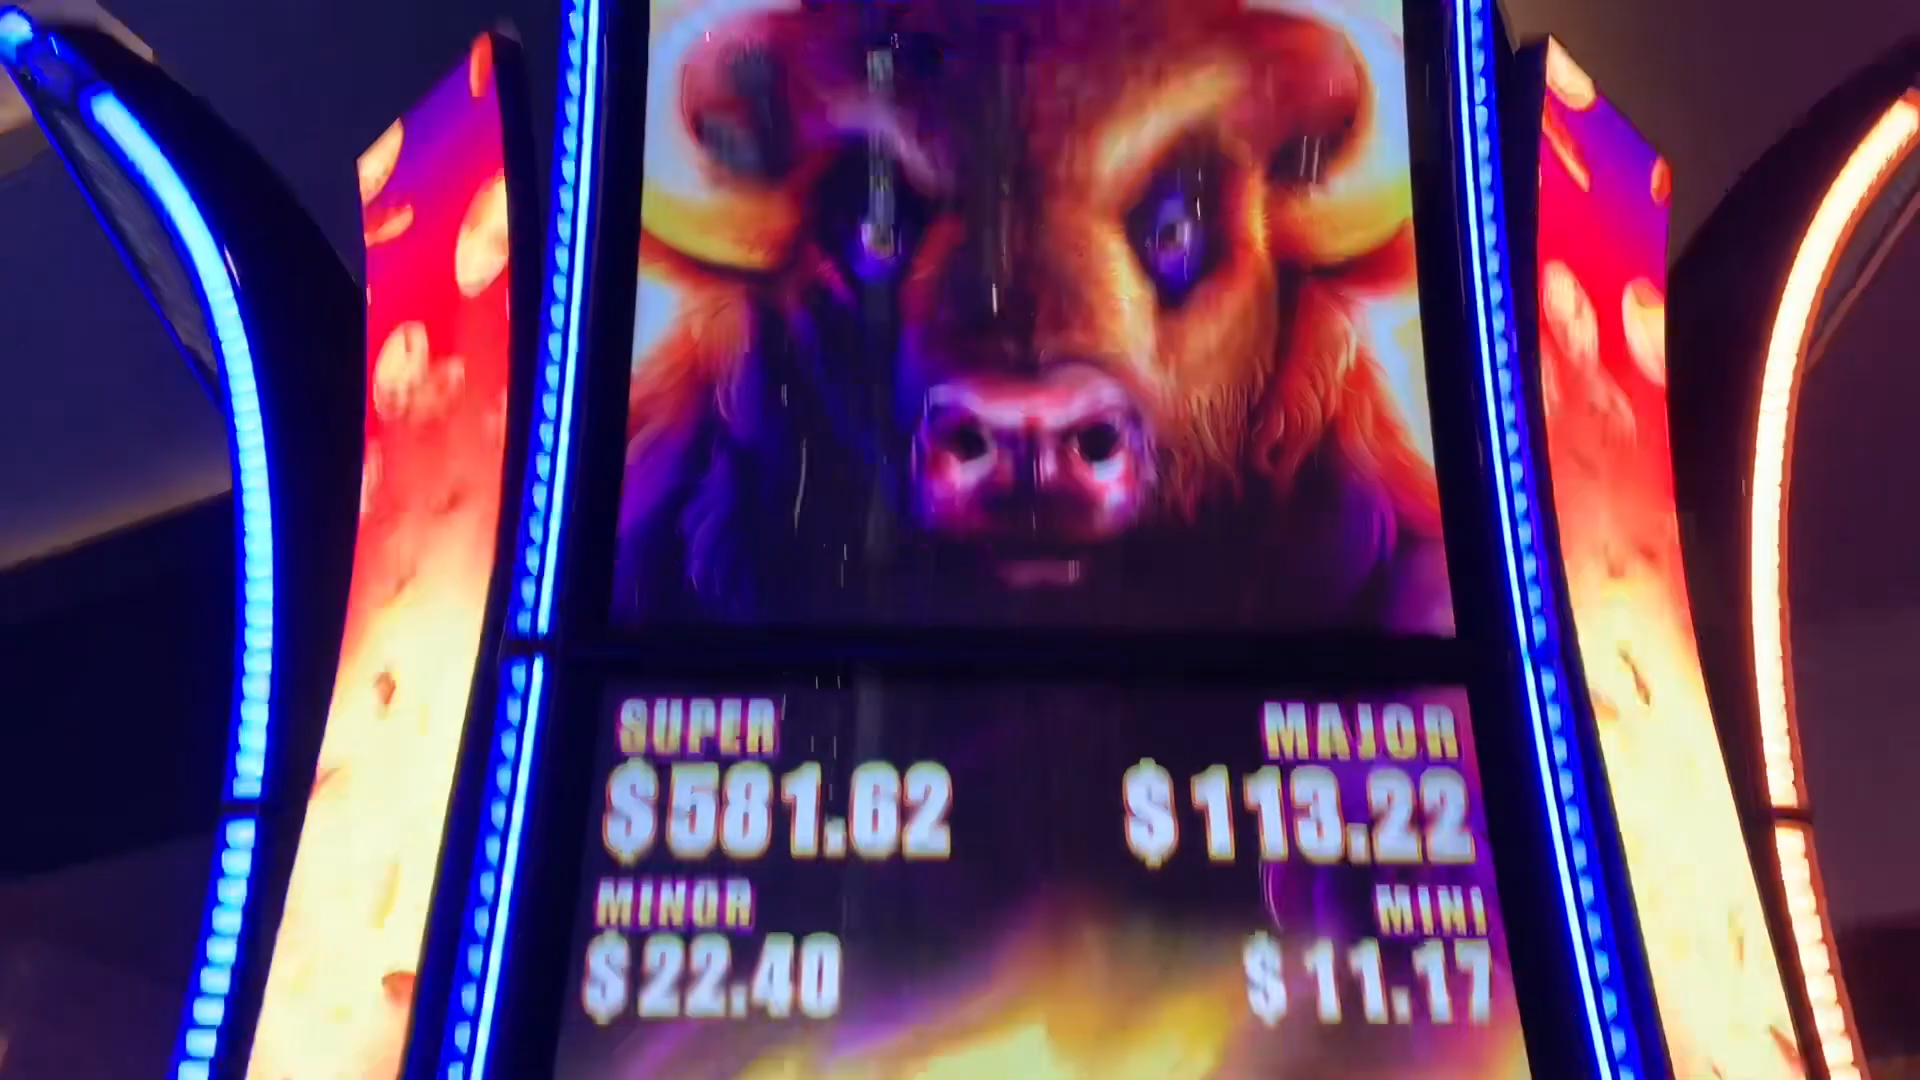 SUPER
$581.62
MAJOR
$113.22
MINOR
$22.40
MINI
$11.17